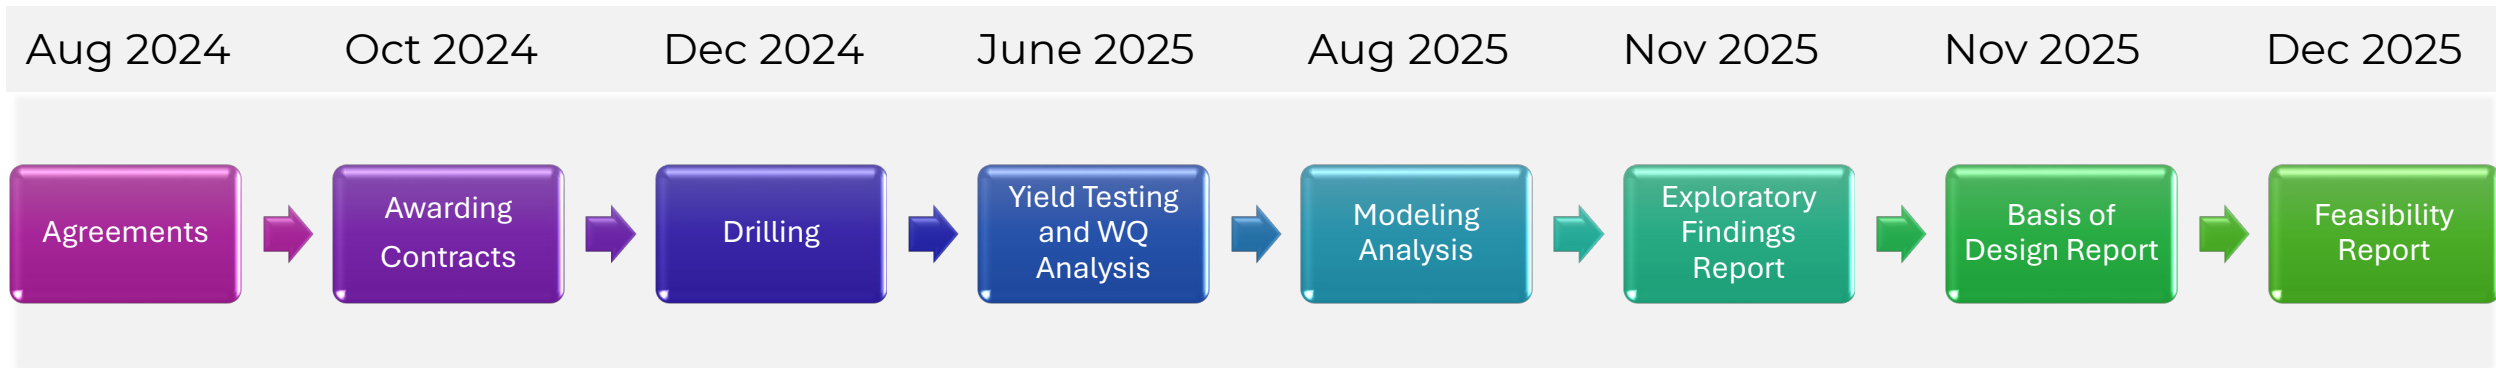 Aug 2024
Oct 2024
Dec 2024
June 2025
Aug 2025
Nov 2025
Nov 2025
Dec 2025
Agreements
Awarding
Contracts
Drilling
Yield Testing
and WQ
Analysis
Modeling
Analysis
Exploratory
Findings
Report
Basis of
Design Report
Feasibility
Report